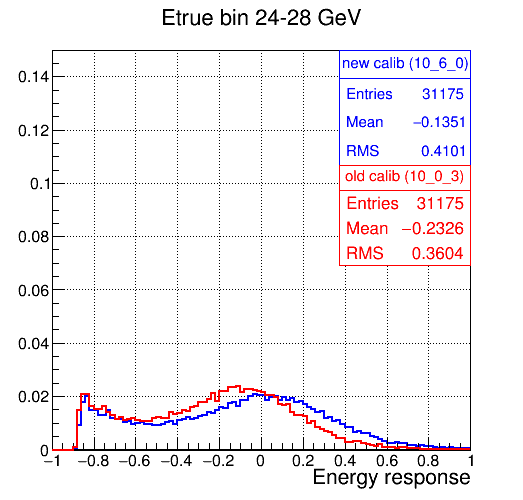 Etrue bin 24-28 GeV
new calib (10_6_0)
Entries 31175
Mean −0.1351
RMS 0.4101
old calib (10_0_3)
Entries 31175
Mean −0.2326
RMS 0.3604
0.14
0.12
0.1
0.08
0.06
0.04
0.02
0
−1 −0.8 −0.6 −0.4 −0.2 0 0.2 0.4 0.6 0.8 1
Energy response